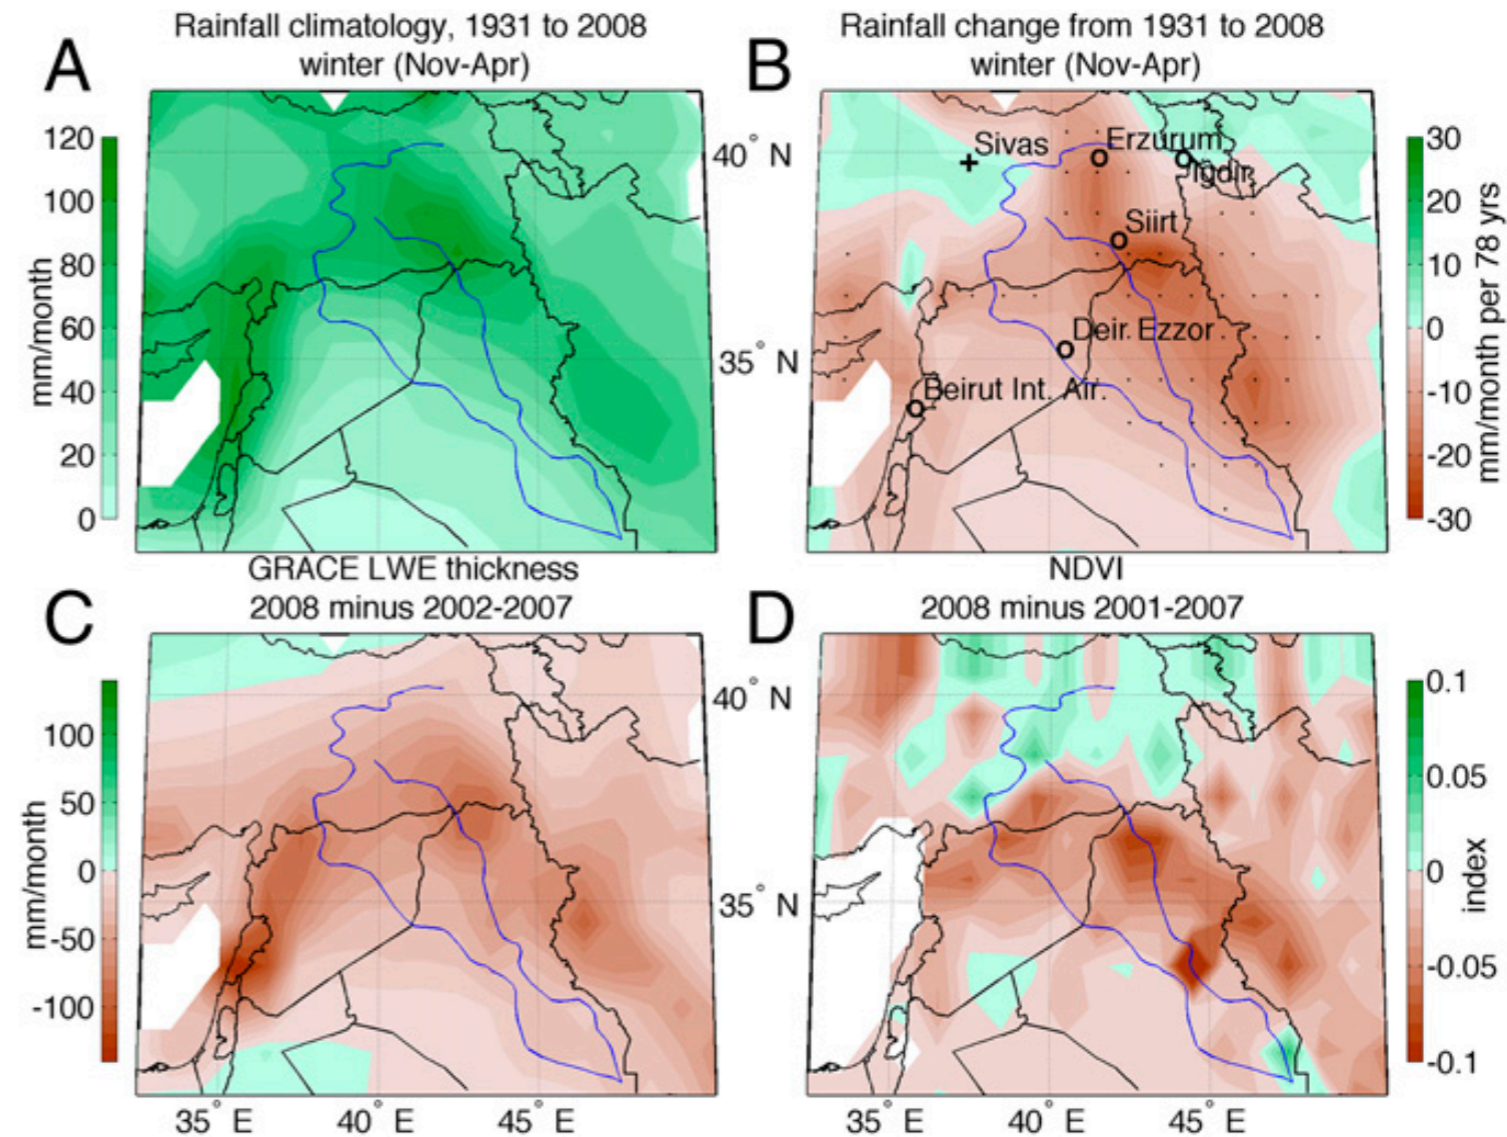 Rainfall climatology, 1931 to 2008
winter (Nov-Apr)
A
120
100
80
60
40
20
0
mm/month
Rainfall change from 1931 to 2008
winter (Nov-Apr)
B
40° N
35° N
Sivas
Erzurum
Igdir
Siirt
Deir. Ezzor
Beirut Int. Air.
30
20
10
0
-10
-20
-30
mm/month per 78 yrs
GRACE LWE thickness
2008 minus 2002-2007
C
100
50
0
-50
-100
mm/month
35° E
40° E
45° E
NDVI
2008 minus 2001-2007
D
40° N
35° N
0.1
0.05
0
-0.05
-0.1
index
35° E
40° E
45° E